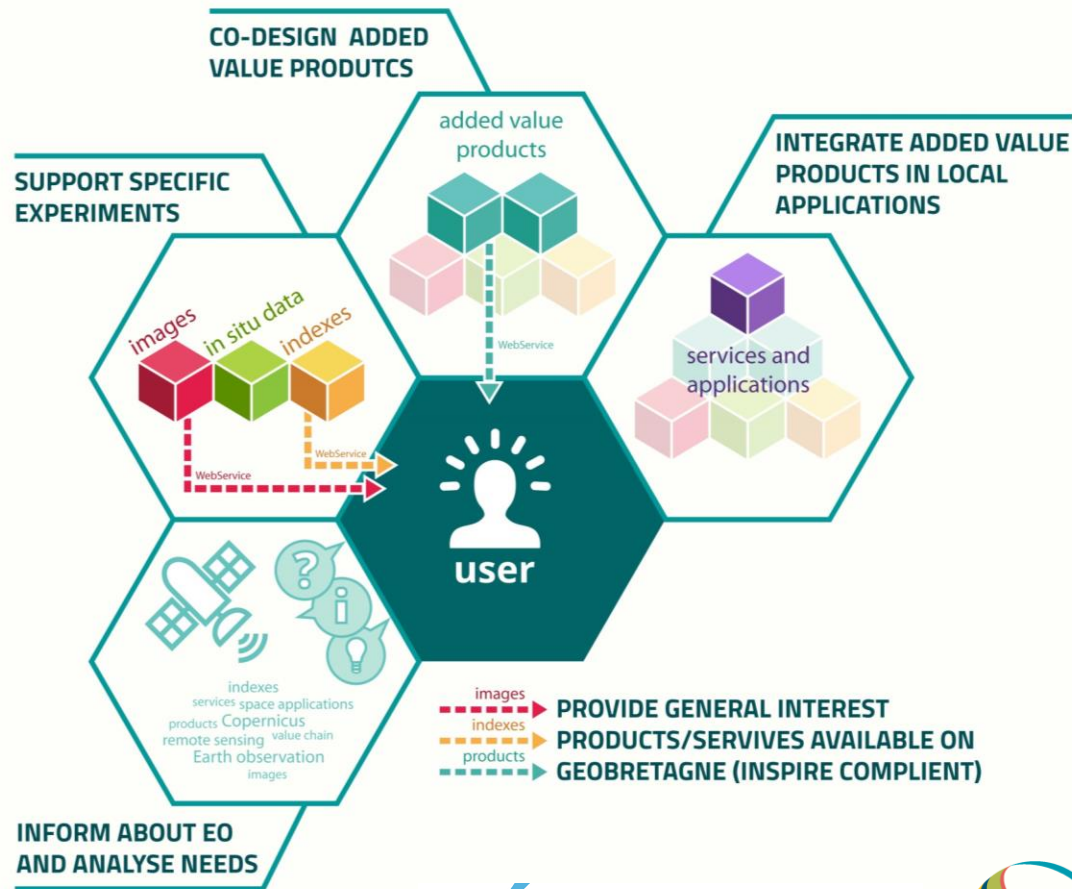 CO-DESIGN ADDED
VALUE PRODUTCS
added value
products
WebService
INTEGRATE ADDED VALUE
PRODUCTS IN LOCAL
APPLICATIONS
services and
applications
SUPPORT SPECIFIC
EXPERIMENTS
images
in situ data
indexes
WebService
WebService
user
?
i
indexes
services space applications
products Copernicus
remote sensing value chain
Earth observation
images
INFORM ABOUT EO
AND ANALYSE NEEDS
images
PROVIDE GENERAL INTEREST
indexes
PRODUCTS/SERVIVES AVAILABLE ON
products
GEOBRETAGNE (INSPIRE COMPLIENT)